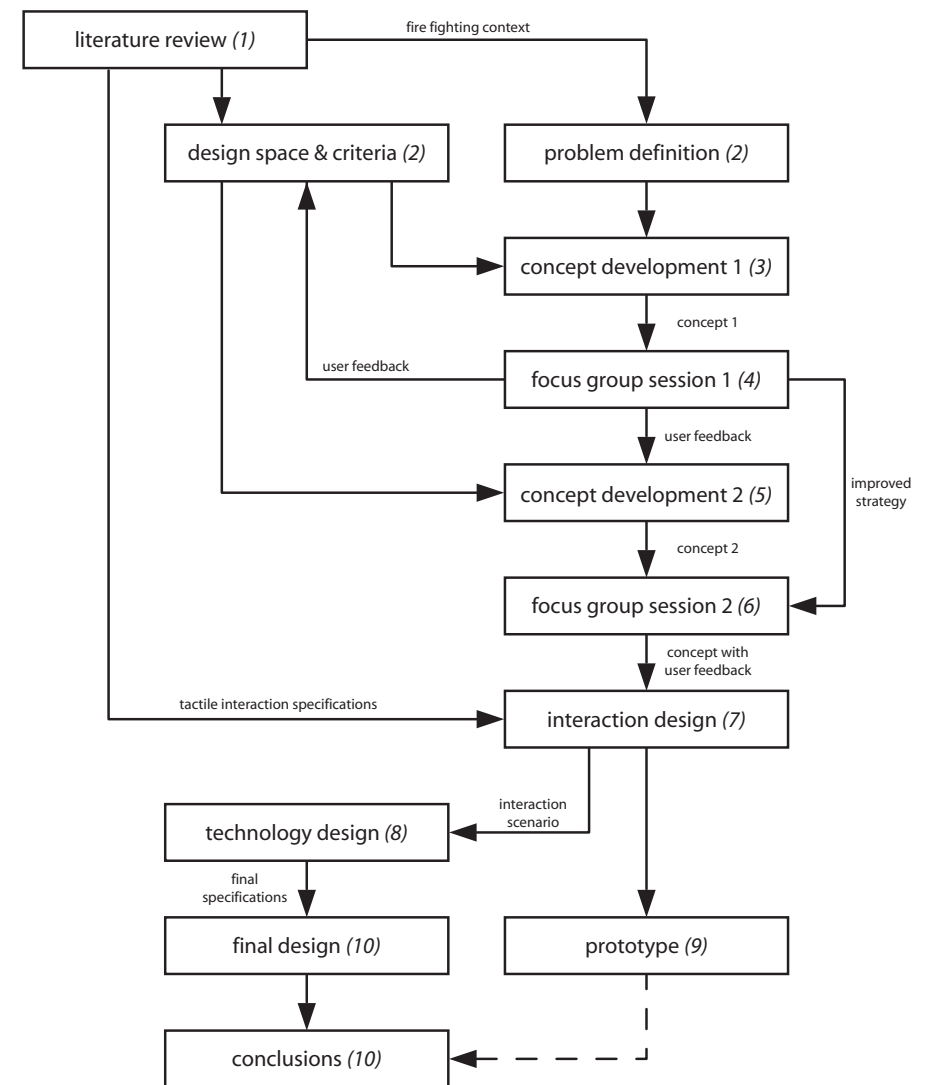 literature review (1)
fire fighting context
design space & criteria (2)
problem definition (2)
concept development 1 (3)
concept 1
user feedback
focus group session 1 (4)
user feedback
improved
strategy
concept development 2 (5)
concept 2
focus group session 2 (6)
concept with
user feedback
tactile interaction specifications
interaction design (7)
interaction
scenario
technology design (8)
final
specifications
final design (10)
prototype (9)
conclusions (10)